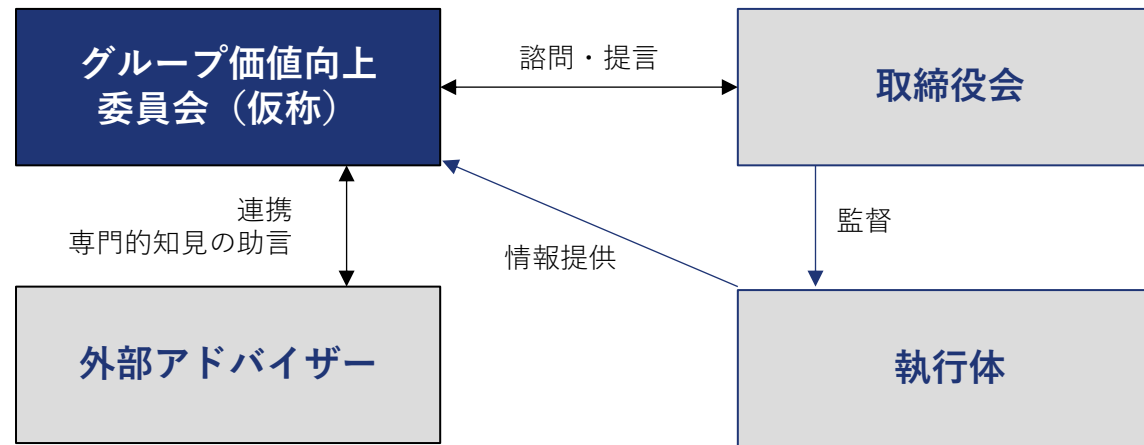 グループ価値向上
委員会（仮称）
諮問・提言
取締役会
連携
専門的知見の助言
情報提供
監督
外部アドバイザー
執行体